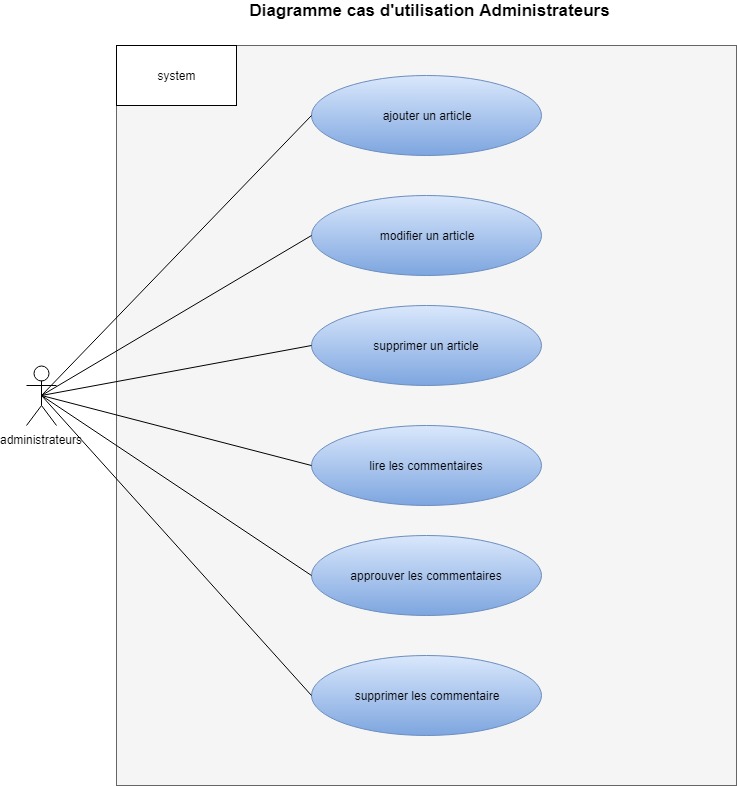 Diagramme cas d'utilisation Administrateurs
system
ajouter un article
modifier un article
supprimer un article
administrateurs
lire les commentaires
approuver les commentaires
supprimer les commentaire